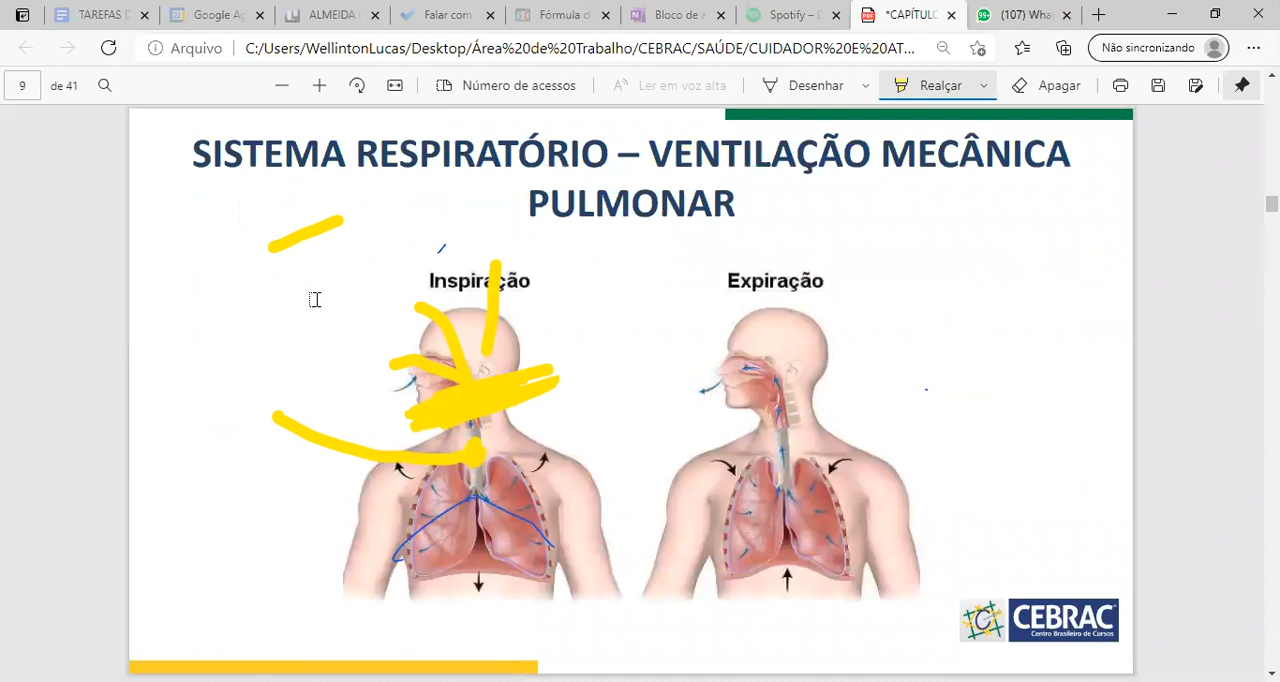 TAREFAS D
Google Ag
ALMEIDA C
Falar com
Fórmula d
Bloco de a
Spotify – D
*CAPÍTULO
(107) Wha
Arquivo
C:/Users/WellintonLucas/Desktop/Área%20de%20Trabalho/CEBRAC/SAÚDE/CUIDADOR%20E%20AT...
Não sincronizando
9
de 41
Número de acessos
Ler em voz alta
Desenhar
Realçar
Apagar
SISTEMA RESPIRATÓRIO – VENTILAÇÃO MECÂNICA
PULMONAR
Inspiração
Expiração
CEBRAC
Centro Brasileiro de Cursos